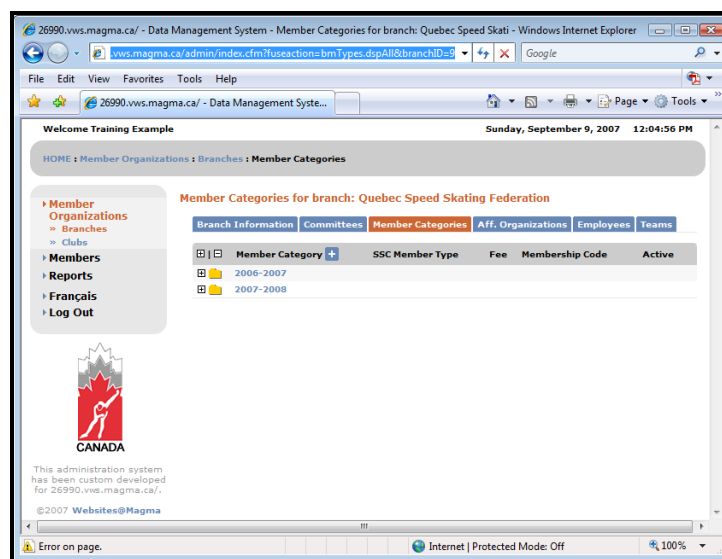 26990.vws.magma.ca/ - Data Management System - Member Categories for branch: Quebec Speed Skati - Windows Internet Explorer
.vws.magma.ca/admin/index.cfm?fuseaction=bmTypes.dspAll&branchID=9
Google
File Edit View Favorites Tools Help
26990.vws.magma.ca/ - Data Management Syste...
Page Tools »
Welcome Training Example
Sunday, September 9, 2007 12:04:56 PM
HOME : Member Organizations : Branches : Member Categories
Member Organizations
» Branches
» Clubs
Members
Reports
Français
Log Out
Member Categories for branch: Quebec Speed Skating Federation
Branch Information Committees Member Categories Aff. Organizations Employees Teams
Member Category SSC Member Type Fee Membership Code Active
2006-2007
2007-2008
CANADA
This administration system
has been custom developed
for 26990.vws.magma.ca/.
©2007 Websites@Magma
Error on page.
Internet | Protected Mode: Off
100%